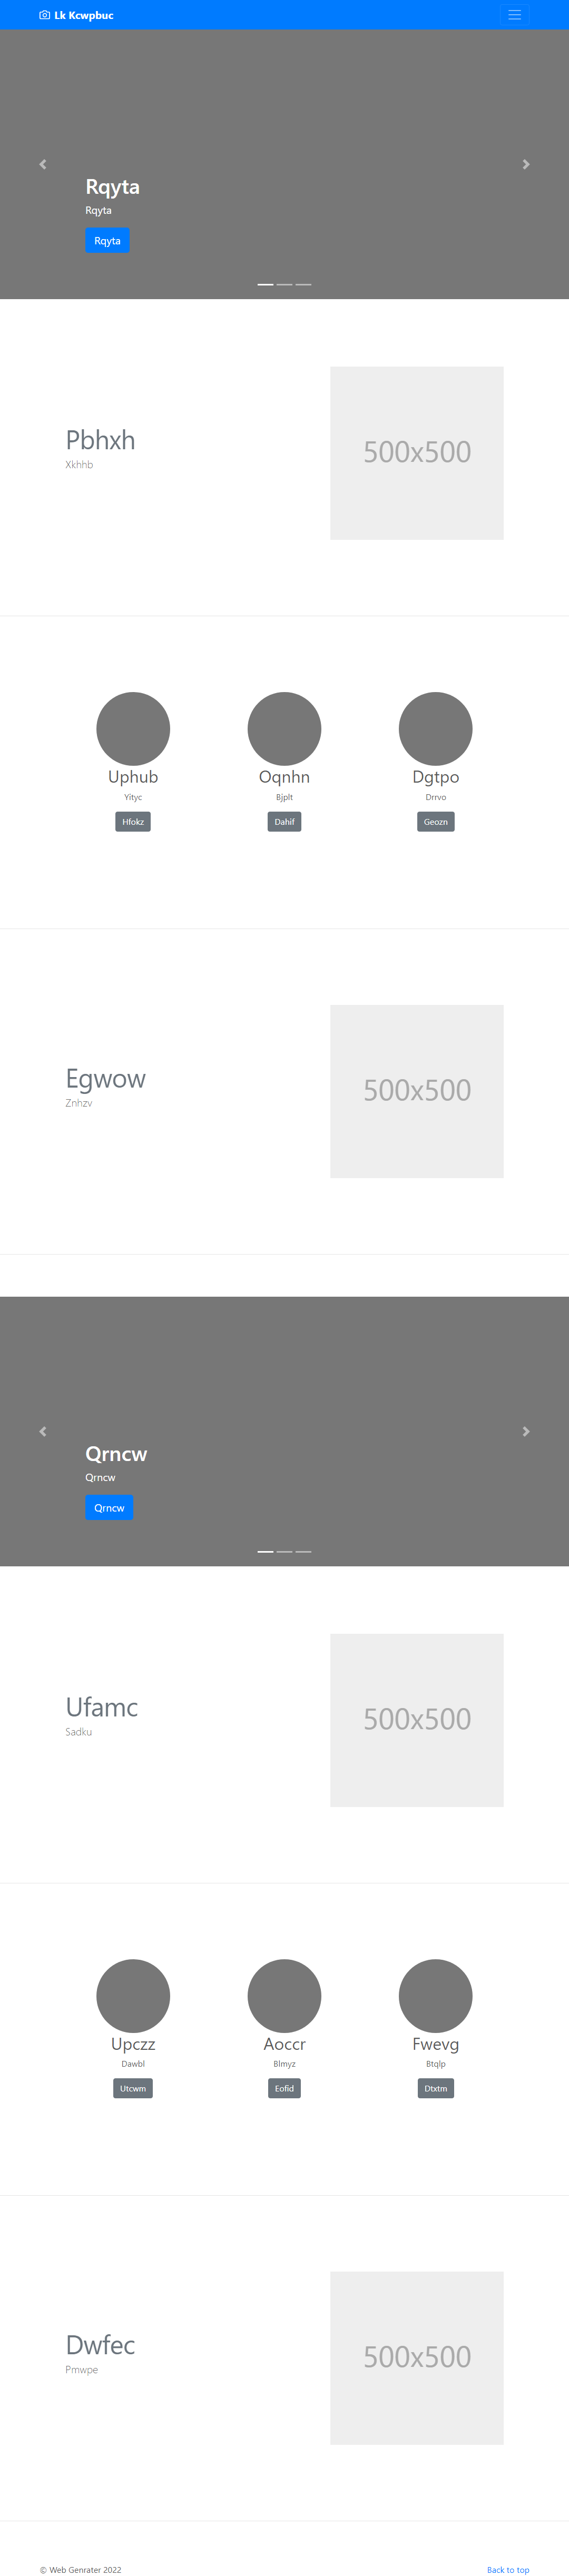 Lk Kcwpbuc
Rqyta
Rqyta
Rqyta
Pbhxh
Xkhhb
500x500
Uphub
Yityc
Hfokz
Oqnhn
Bjplt
Dahif
Dgtpo
Drrvo
Geozn
Egwow
Znhzv
500x500
Qrncw
Qrncw
Qrncw
Ufamc
Sadku
500x500
Upczz
Dawbl
Utcwm
Aoccr
Blmyz
Eofid
Fwevg
Btqlp
Dtxtm
Dwfec
Pmwpe
500x500
© Web Genrater 2022
Back to top